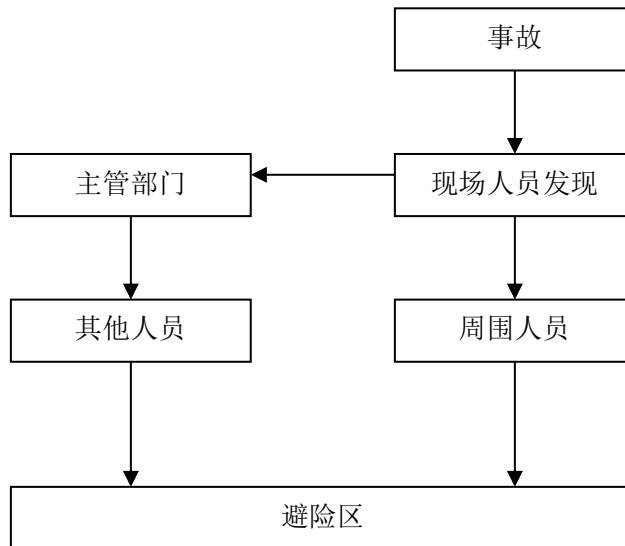 事故
主管部门
现场人员发现
其他人员
周围人员
避险区